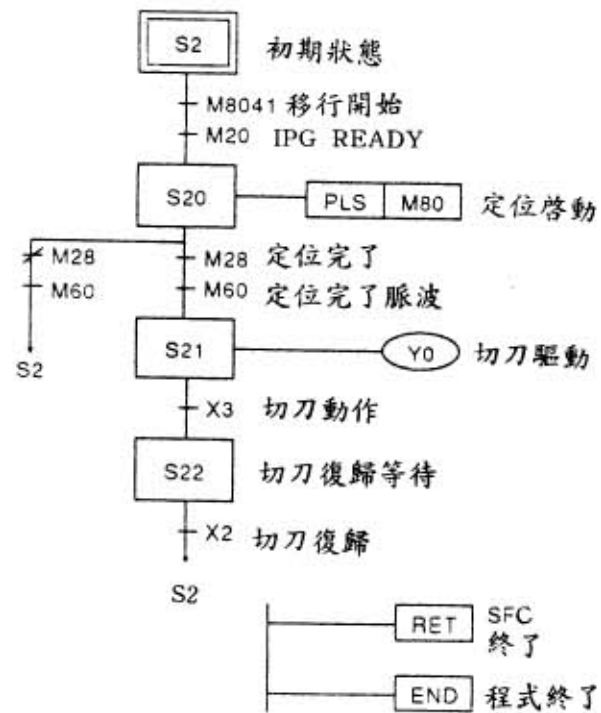 S2 初期狀態
M8041 移行開始
M20 IPG READY
S20 PLS M80 定位啓動
M28 M28 定位完了
M60 M60 定位完了脈波
S2 S21 Y0 切刀驅動
X3 切刀動作
S22 切刀復歸等待
X2 切刀復歸
S2
RET SFC
終了
END 程式終了